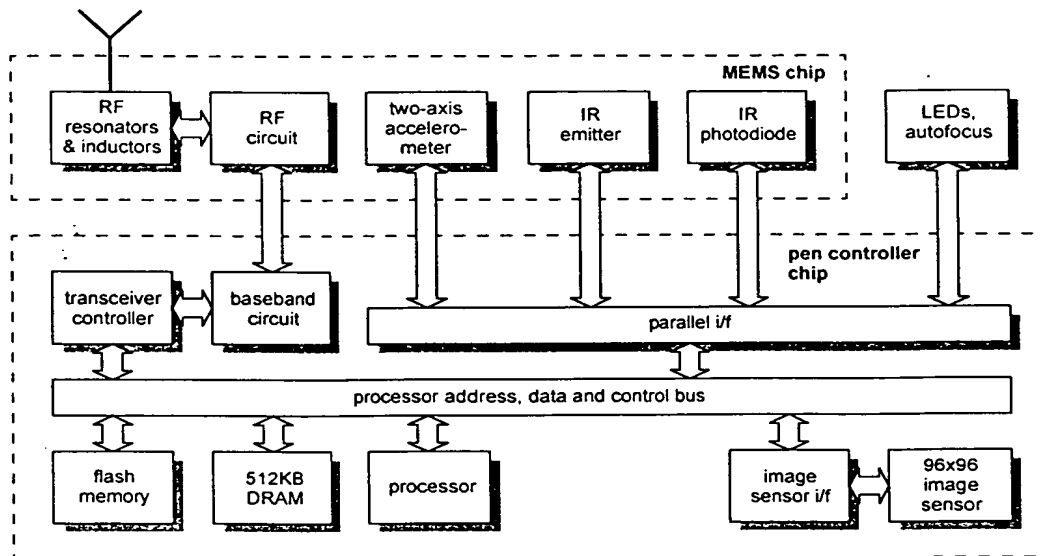 MEMS chip
RF
resonators
& inductors
RF
circuit
two-axis
accelero-
meter
IR
emitter
IR
photodiode
LEDs,
autofocus
pen controller
chip
transceiver
controller
baseband
circuit
parallel i/f
processor address, data and control bus
flash
memory
512KB
DRAM
processor
image
sensor i/f
96x96
image
sensor